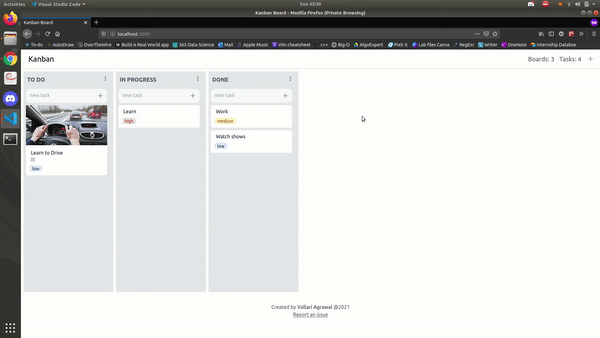 Activities Visual Studio Code Sun 02:30
Kanban Board - Mozilla Firefox (Private Browsing)
Kanban Board
localhost:3000
To-do AutoDraw OverTheWire Build A Real World app 365 Data Science Mail Apple Music Vim cheatsheet Big-O AlgoExpert Pixlr X Lab files Canva RegExr Writer OneNote Internship Databse
Kanban Boards: 3 Tasks: 4 +
TO DO IN PROGRESS DONE
new task + new task + new task +
Learn Work
high medium
Watch shows
low
Learn to Drive
low
Created by Vallari Agrawal @2021
Report an issue